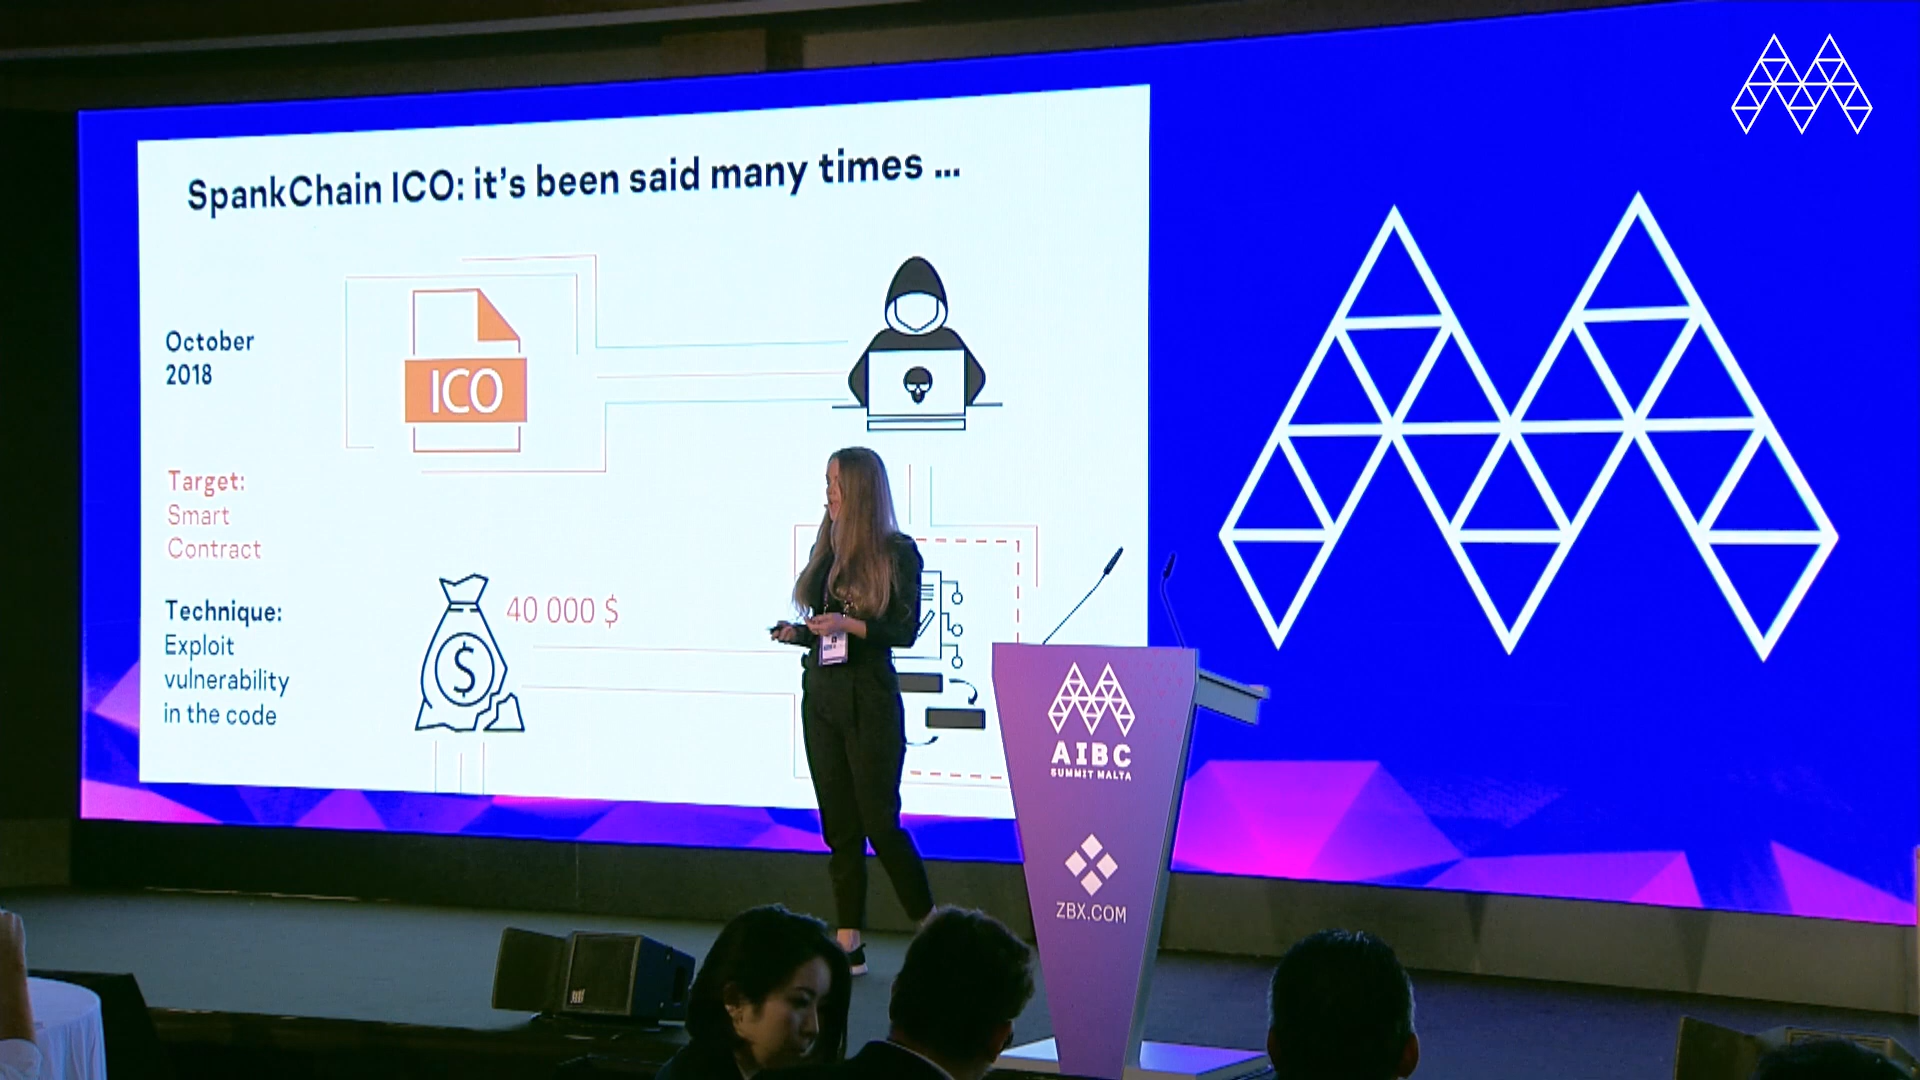 SpankChain ICO: it's been said many times ...
October
2018
ICO
Target:
Smart
Contract
Technique:
Exploit
vulnerability
in the code
40 000 $
$
AIBC
SUMMIT MALTA
ZBX.COM